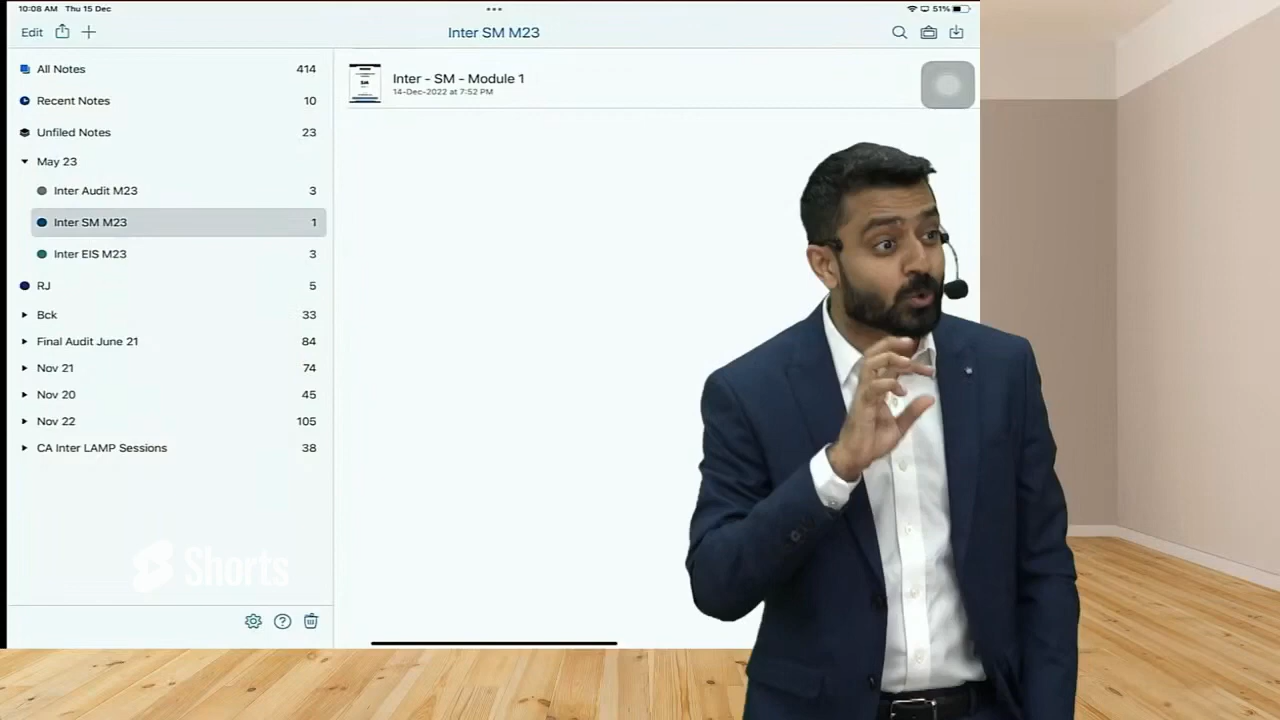 10:08 AM Thu 15 Dec
51%
Edit
Inter SM M23
All Notes 414
Recent Notes 10
Unfiled Notes 23
May 23
Inter Audit M23 3
Inter SM M23 1
Inter EIS M23 3
RJ 5
Bck 33
Final Audit June 21 84
Nov 21 74
Nov 20 45
Nov 22 105
CA Inter LAMP Sessions 38
Inter - SM - Module 1
14-Dec-2022 at 7:52 PM
Shorts